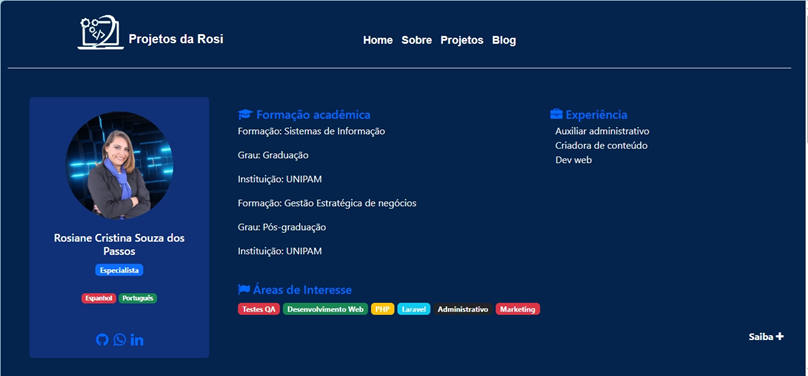 Projetos da Rosi
Home Sobre Projetos Blog
Rosiane Cristina Souza dos
Passos
Especialista
Espanhol Português
Formação acadêmica
Formação: Sistemas de Informação
Grau: Graduação
Instituição: UNIPAM
Formação: Gestão Estratégica de negócios
Grau: Pós-graduação
Instituição: UNIPAM
Áreas de Interesse
Testes QA Desenvolvimento Web PHP Laravel Administrativo Marketing
Experiência
Auxiliar administrativo
Criadora de conteúdo
Dev web
Saiba +